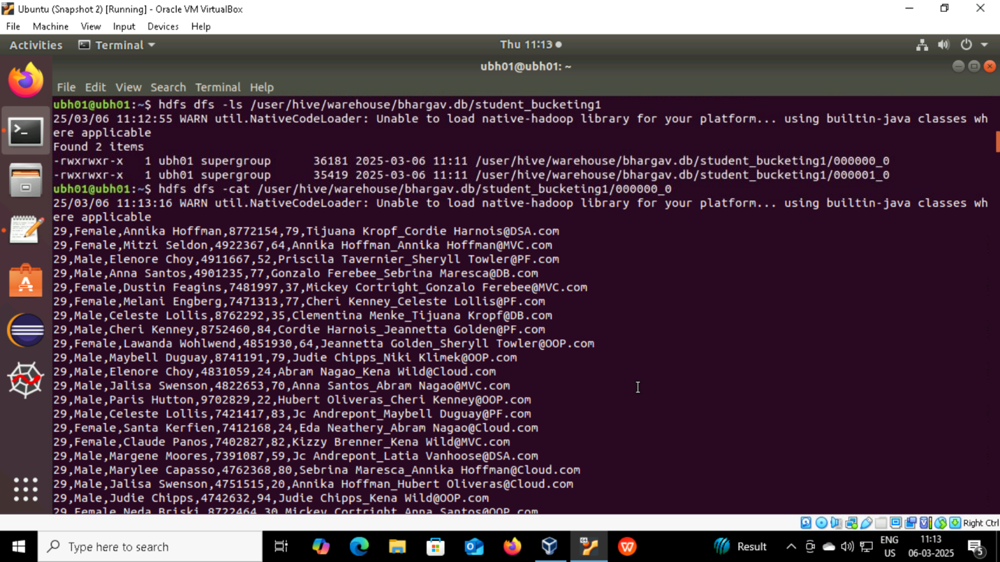 Ubuntu (Snapshot 2) [Running] - Oracle VM VirtualBox
File Machine View Input Devices Help
Activities Terminal Thu 11:13
ubh01@ubh01: ~
File Edit View Search Terminal Help
ubh01@ubh01:~$ hdfs dfs -ls /user/hive/warehouse/bhargav.db/student_bucketing1
25/03/06 11:12:55 WARN util.NativeCodeLoader: Unable to load native-hadoop library for your platform... using builtin-java classes wh
ere applicable
Found 2 items
-rwxrwxr-x   1 ubh01 supergroup      36181 2025-03-06 11:11 /user/hive/warehouse/bhargav.db/student_bucketing1/000000_0
-rwxrwxr-x   1 ubh01 supergroup      35419 2025-03-06 11:11 /user/hive/warehouse/bhargav.db/student_bucketing1/000001_0
ubh01@ubh01:~$ hdfs dfs -cat /user/hive/warehouse/bhargav.db/student_bucketing1/000000_0
25/03/06 11:13:16 WARN util.NativeCodeLoader: Unable to load native-hadoop library for your platform... using builtin-java classes wh
ere applicable
29,Female,Annika Hoffman,8772154,79,Tijuana Kropf_Cordie Harnois@DSA.com
29,Female,Mitzi Seldon,4922367,64,Annika Hoffman_Annika Hoffman@MVC.com
29,Male,Elenore Choy,4911667,52,Priscila Tavernier_Sheryll Towler@PF.com
29,Male,Anna Santos,4901235,77,Gonzalo Ferebee_Sebrina Maresca@DB.com
29,Female,Dustin Feagins,7481997,37,Mickey Cortright_Gonzalo Ferebee@MVC.com
29,Female,Melani Engberg,7471313,77,Cheri Kenney_Celeste Lollis@PF.com
29,Male,Celeste Lollis,8762292,35,Clementina Menke_Tijuana Kropf@DB.com
29,Male,Cheri Kenney,8752460,84,Cordie Harnois_Jeannetta Golden@PF.com
29,Female,Lawanda Wohlwend,4851930,64,Jeannetta Golden_Sheryll Towler@OOP.com
29,Male,Maybell Duguay,8741191,79,Judie Chipps_Niki Klimek@OOP.com
29,Male,Elenore Choy,4831059,24,Abram Nagao_Kena Wild@Cloud.com
29,Male,Jalisa Swenson,4822653,70,Anna Santos_Abram Nagao@MVC.com
29,Male,Paris Hutton,9702829,22,Hubert Oliveras_Cheri Kenney@OOP.com
29,Male,Celeste Lollis,7421417,83,Jc Andrepont_Maybell Duguay@PF.com
29,Female,Santa Kerfien,7412168,24,Eda Neathery_Abram Nagao@Cloud.com
29,Female,Claude Panos,7402827,82,Kizzy Brenner_Kena Wild@MVC.com
29,Male,Margene Moores,7391087,59,Jc Andrepont_Latia Vanhoose@DSA.com
29,Male,Marylee Capasso,4762368,80,Sebrina Maresca_Annika Hoffman@Cloud.com
29,Male,Jalisa Swenson,4751515,20,Annika Hoffman_Hubert Oliveras@Cloud.com
29,Male,Judie Chipps,4742632,94,Judie Chipps_Kena Wild@OOP.com
29,Female,Neda Briski,8722464,30,Mickey Cortright_Anna Santos@OOP.com
Right Ctrl
Type here to search
Result
ENG
US
11:13
06-03-2025
5